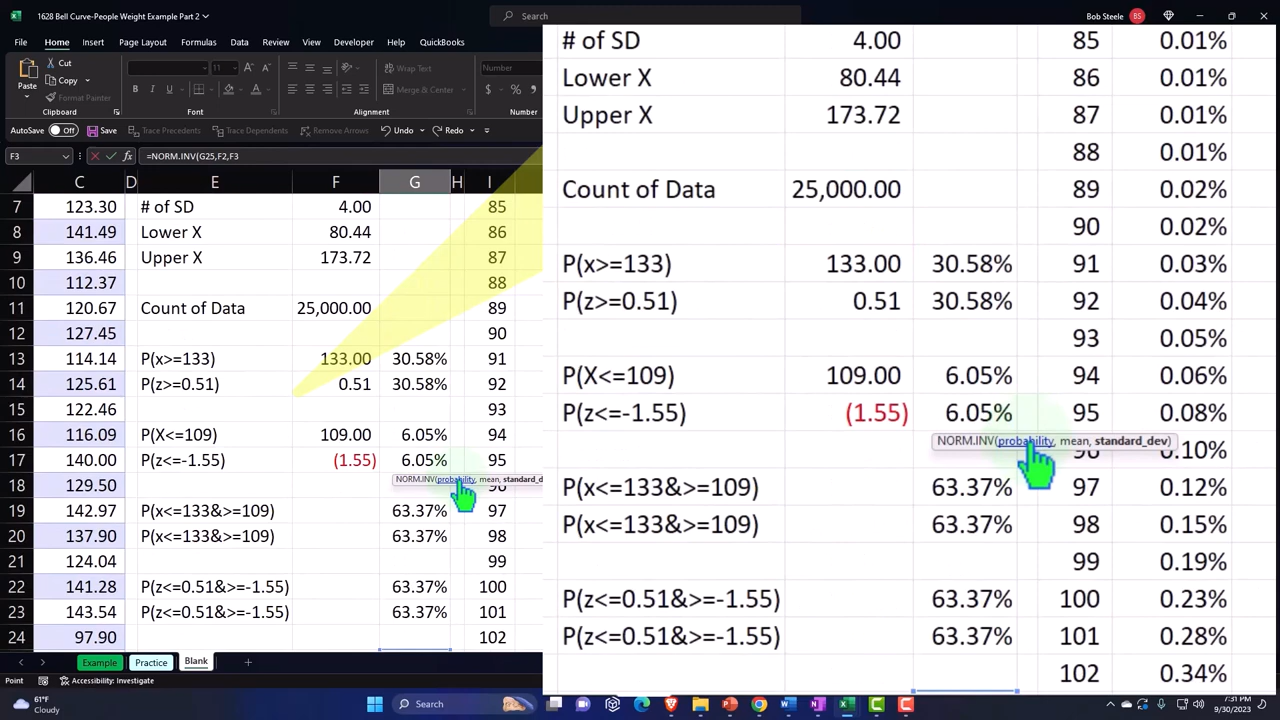 1628 Bell Curve-People Weight Example Part 2
Search
Bob Steele BS
File Home Insert Page Layout Formulas Data Review View Developer
Help QuickBooks
Cut
Copy
Format Painter
Paste
Clipboard
Font
Wrap Text
Merge & Center
Alignment
Number
AutoSave Off Save Trace Precedents Trace Dependents Remove Arrows Undo Redo
F3 =NORM.INV(G25,F2,F3
C D E F G H I
7 123.30 # of SD 4.00 85
8 141.49 Lower X 80.44 86
9 136.46 Upper X 173.72 87
10 112.37 88
11 120.67 Count of Data 25,000.00 89
12 127.45 90
13 114.14 P(x>=133) 133.00 30.58% 91
14 125.61 P(z>=0.51) 0.51 30.58% 92
15 122.46 93
16 116.09 P(X<=109) 109.00 6.05% 94
17 140.00 P(z<=-1.55) (1.55) 6.05% 95
NORM.INV(probability, mean, standard_d
18 129.50
19 142.97 P(x<=133&>=109) 63.37% 97
20 137.90 P(x<=133&>=109) 63.37% 98
21 124.04 99
22 141.28 P(z<=0.51&>=-1.55) 63.37% 100
23 143.54 P(z<=0.51&>=-1.55) 63.37% 101
24 97.90 102
Example Practice Blank
Point Accessibility: Investigate
# of SD 4.00 85 0.01%
Lower X 80.44 86 0.01%
Upper X 173.72 87 0.01%
88 0.01%
Count of Data 25,000.00 89 0.02%
90 0.02%
P(x>=133) 133.00 30.58% 91 0.03%
P(z>=0.51) 0.51 30.58% 92 0.04%
93 0.05%
P(X<=109) 109.00 6.05% 94 0.06%
P(z<=-1.55) (1.55) 6.05% 95 0.08%
NORM.INV(probability, mean, standard_dev)
0.10%
P(x<=133&>=109) 63.37% 97 0.12%
P(x<=133&>=109) 63.37% 98 0.15%
99 0.19%
P(z<=0.51&>=-1.55) 63.37% 100 0.23%
P(z<=0.51&>=-1.55) 63.37% 101 0.28%
102 0.34%
61°F
Cloudy
Search
7:31 PM
9/30/2023